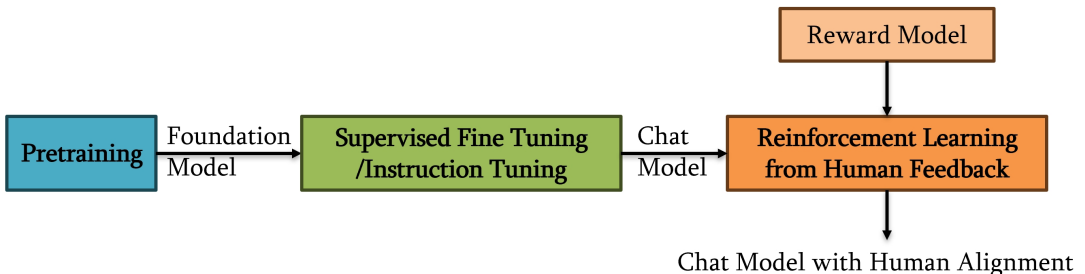 Reward Model
Pretraining
Foundation
Model
Supervised Fine Tuning
/Instruction Tuning
Chat
Model
Reinforcement Learning
from Human Feedback
Chat Model with Human Alignment